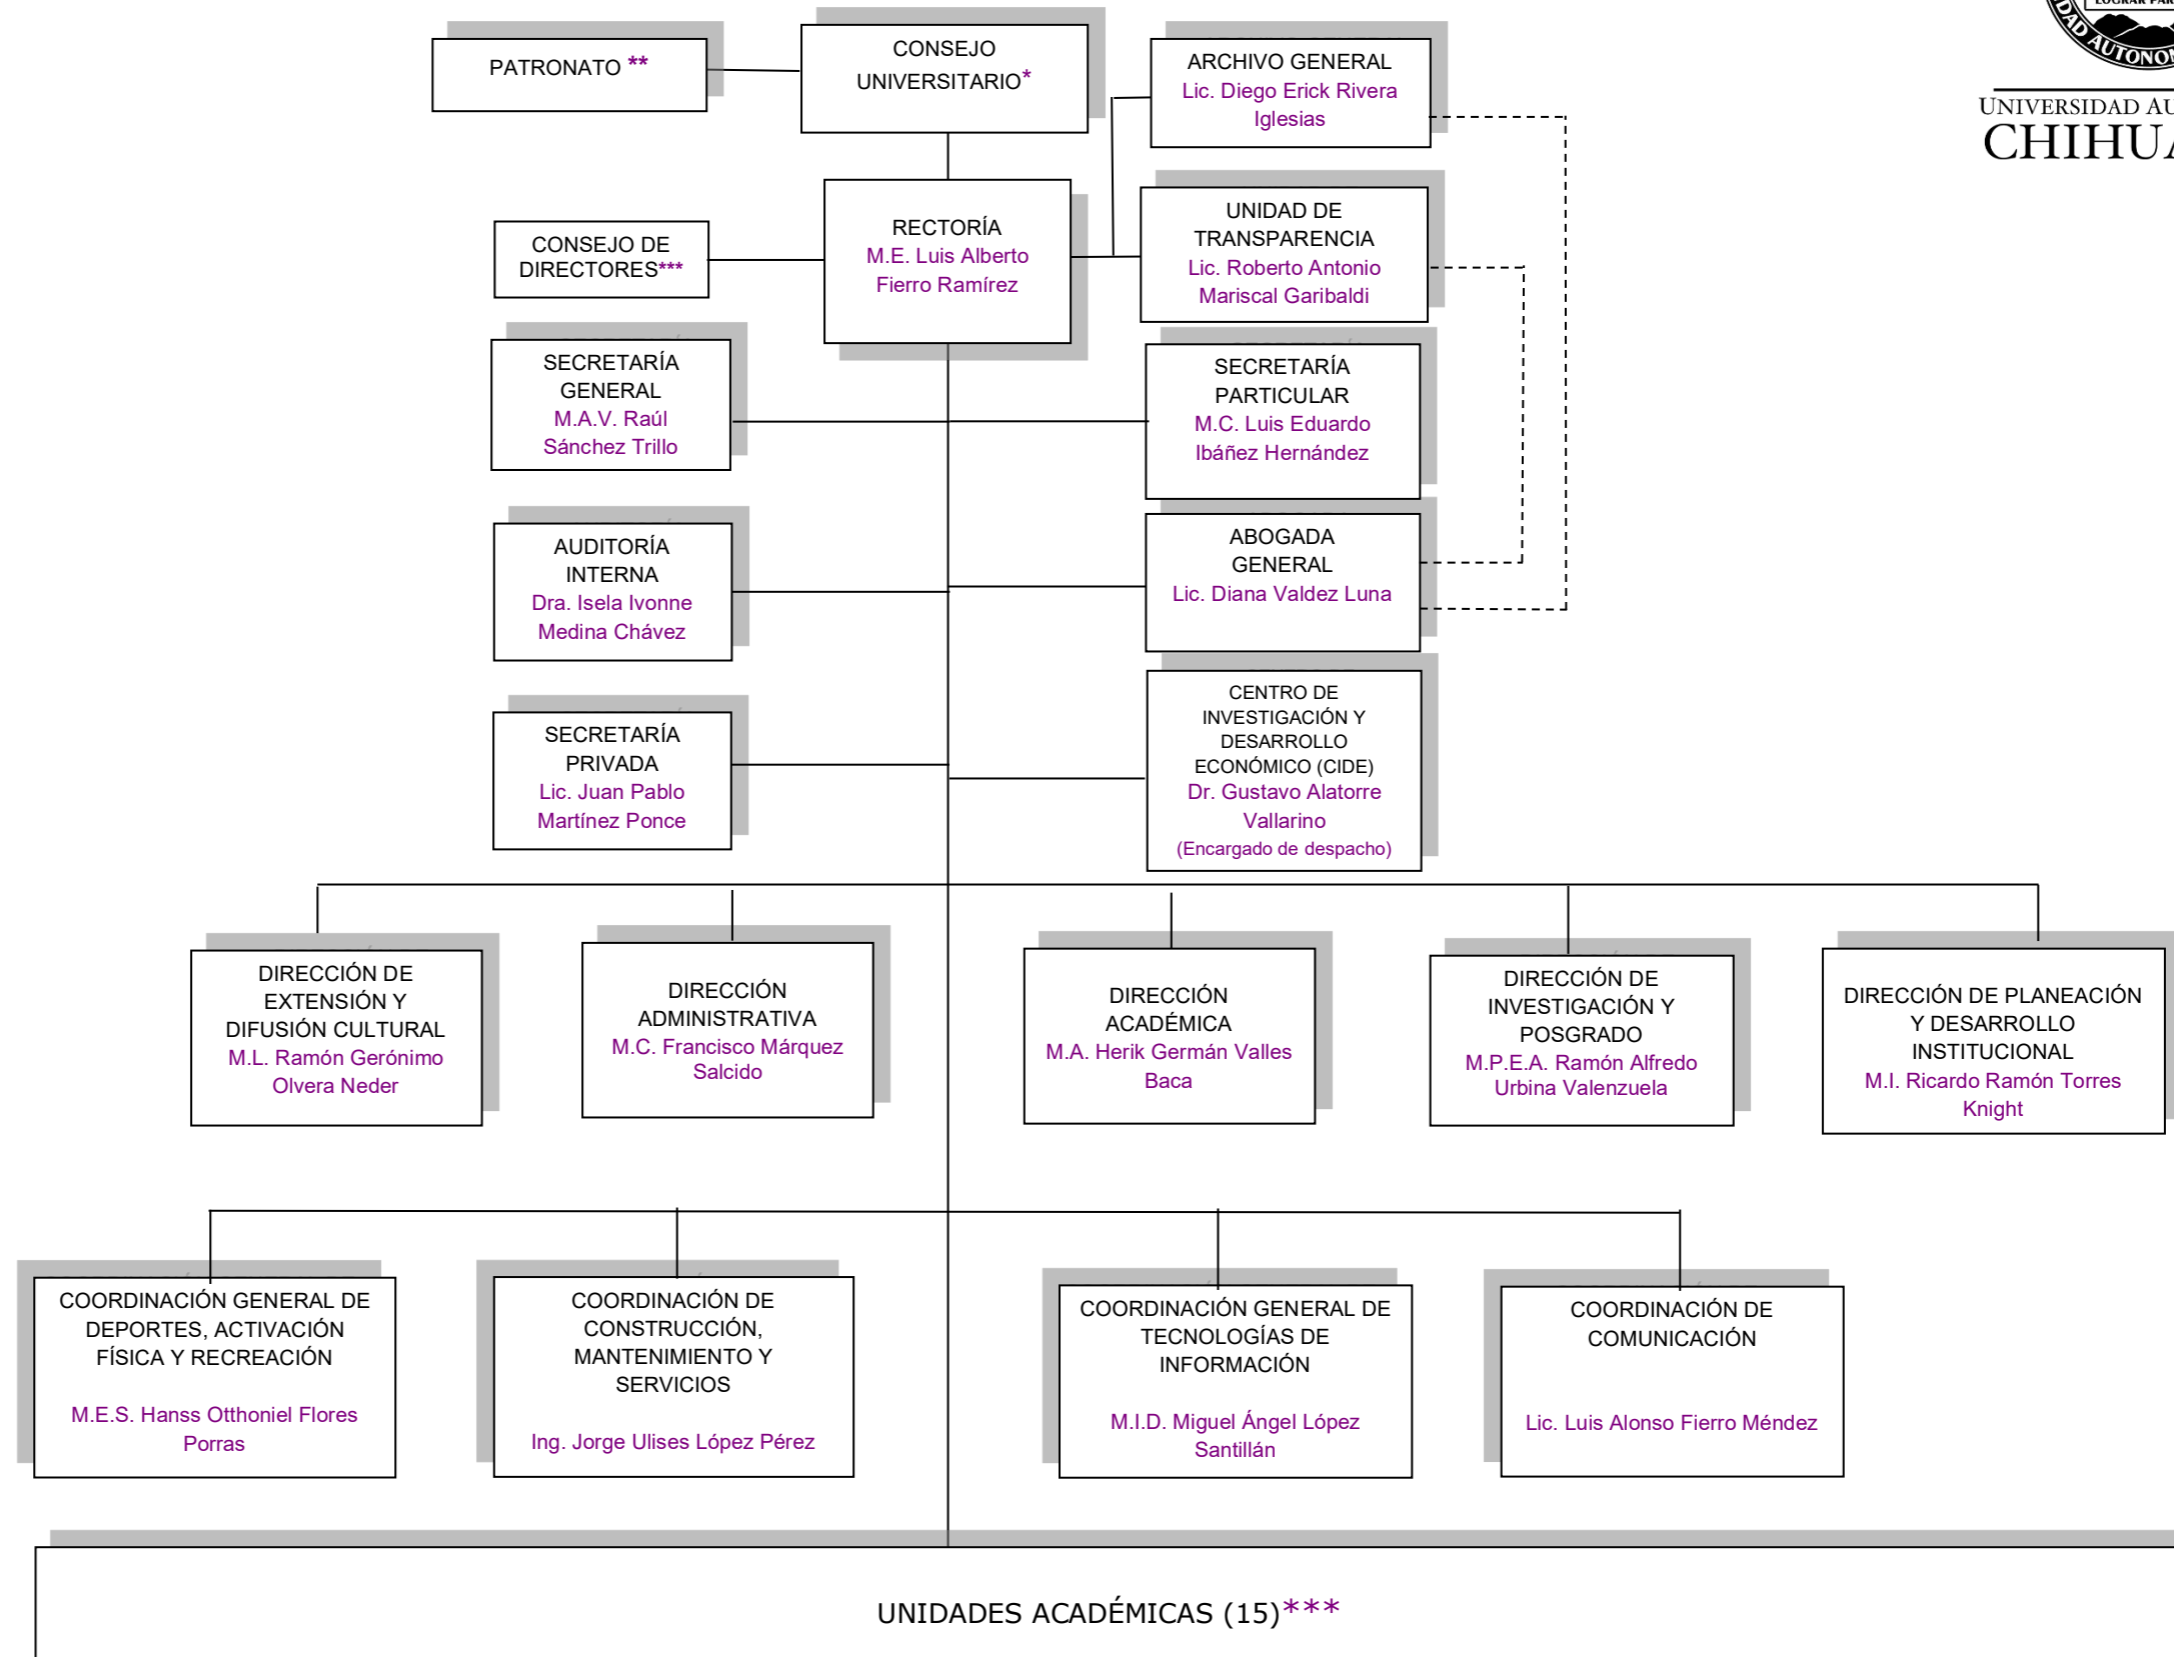 PATRONATO **
CONSEJO
UNIVERSITARIO*
ARCHIVO GENERAL
Lic. Diego Erick Rivera
Iglesias
LOGRAR PAR
UNIVERSIDAD AU
CHIHUA
CONSEJO DE
DIRECTORES***
RECTORÍA
M.E. Luis Alberto
Fierro Ramírez
UNIDAD DE
TRANSPARENCIA
Lic. Roberto Antonio
Mariscal Garibaldi
SECRETARÍA
GENERAL
M.A.V. Raúl
Sánchez Trillo
SECRETARÍA
PARTICULAR
M.C. Luis Eduardo
Ibáñez Hernández
AUDITORÍA
INTERNA
Dra. Isela Ivonne
Medina Chávez
ABOGADA
GENERAL
Lic. Diana Valdez Luna
SECRETARÍA
PRIVADA
Lic. Juan Pablo
Martínez Ponce
CENTRO DE
INVESTIGACIÓN Y
DESARROLLO
ECONÓMICO (CIDE)
Dr. Gustavo Alatorre
Vallarino
(Encargado de despacho)
DIRECCIÓN DE
EXTENSIÓN Y
DIFUSIÓN CULTURAL
M.L. Ramón Gerónimo
Olvera Neder
DIRECCIÓN
ADMINISTRATIVA
M.C. Francisco Márquez
Salcido
DIRECCIÓN
ACADÉMICA
M.A. Herik Germán Valles
Baca
DIRECCIÓN DE
INVESTIGACIÓN Y
POSGRADO
M.P.E.A. Ramón Alfredo
Urbina Valenzuela
DIRECCIÓN DE PLANEACIÓN
Y DESARROLLO
INSTITUCIONAL
M.I. Ricardo Ramón Torres
Knight
COORDINACIÓN GENERAL DE
DEPORTES, ACTIVACIÓN
FÍSICA Y RECREACIÓN
M.E.S. Hanss Otthoniel Flores
Porras
COORDINACIÓN DE
CONSTRUCCIÓN,
MANTENIMIENTO Y
SERVICIOS
Ing. Jorge Ulises López Pérez
COORDINACIÓN GENERAL DE
TECNOLOGÍAS DE
INFORMACIÓN
M.I.D. Miguel Ángel López
Santillán
COORDINACIÓN DE
COMUNICACIÓN
Lic. Luis Alonso Fierro Méndez
UNIDADES ACADÉMICAS (15)***